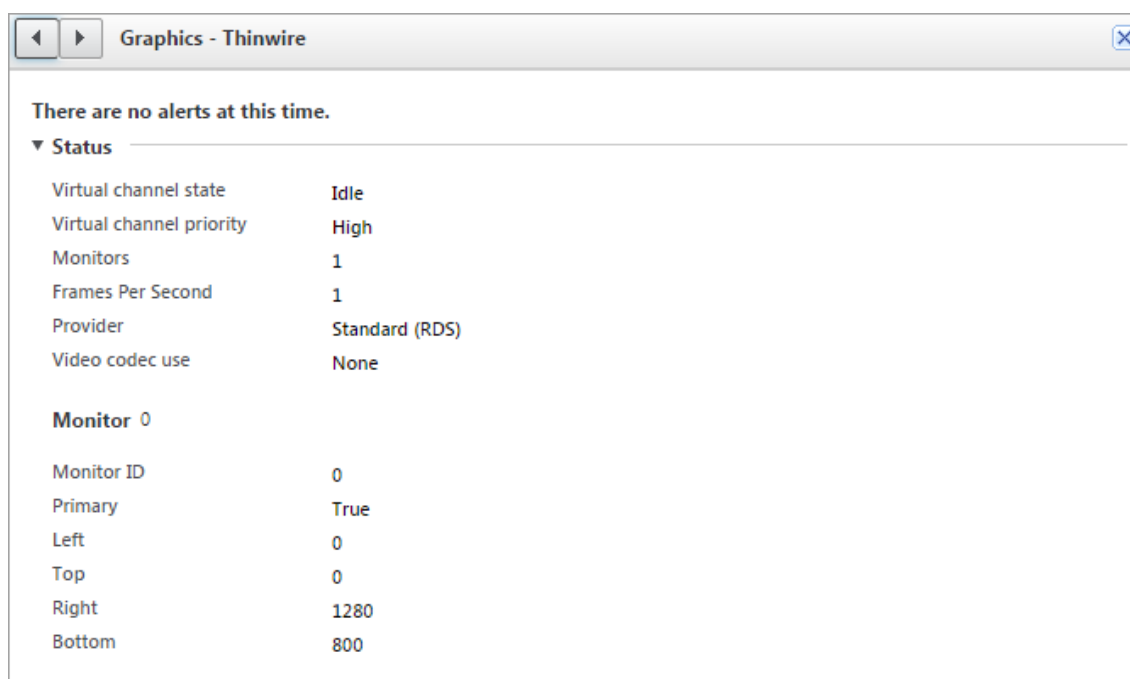 Graphics - Thinwire
There are no alerts at this time.
Status
Virtual channel state Idle
Virtual channel priority High
Monitors 1
Frames Per Second 1
Provider Standard (RDS)
Video codec use None
Monitor 0
Monitor ID 0
Primary True
Left 0
Top 0
Right 1280
Bottom 800